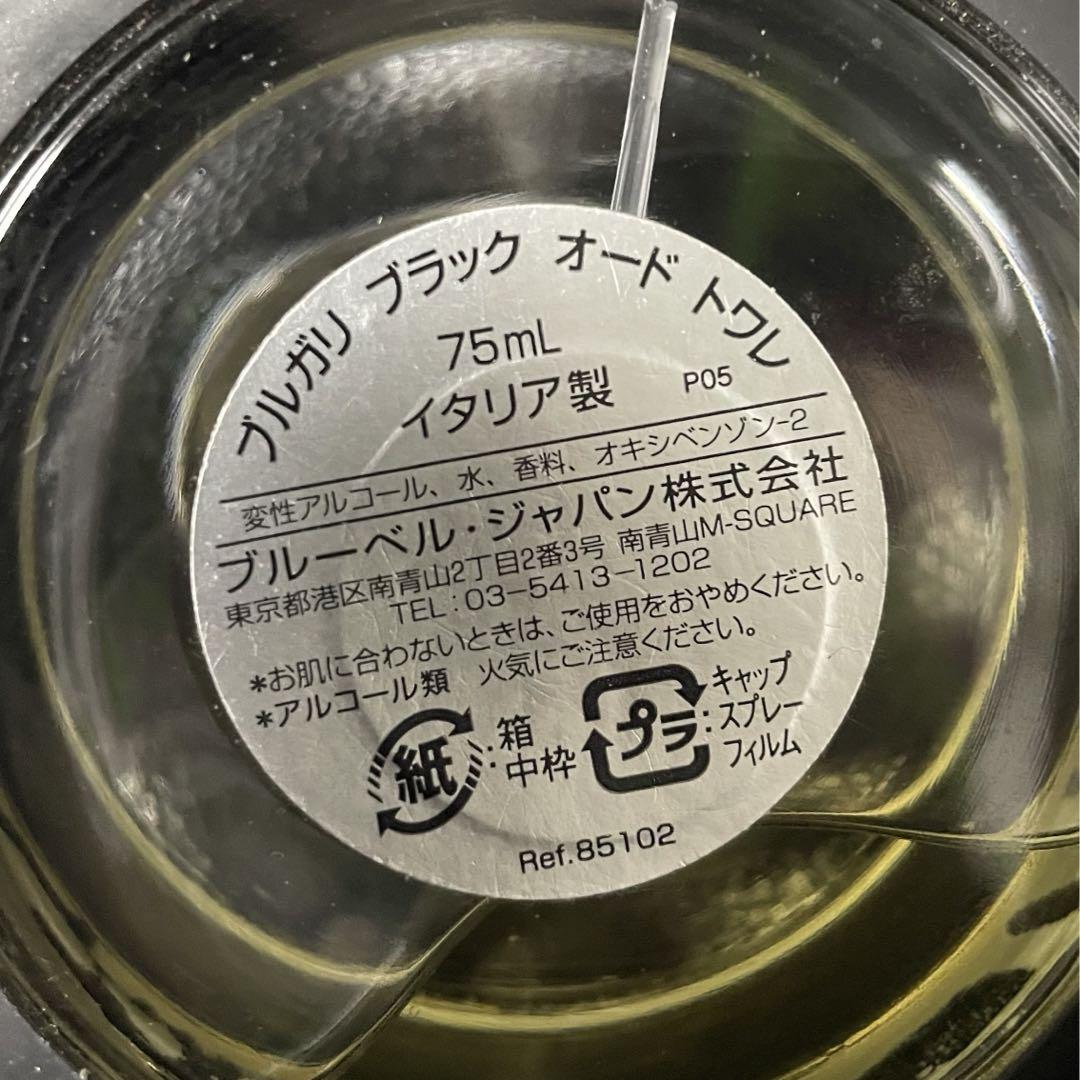 ブルガリ ブラック オード トワレ
75mL
イタリア製 P05
変性アルコール、水、香料、オキシベンゾン-2
ブルーベル・ジャパン株式会社
東京都港区南青山2丁目2番3号 南青山M-SQUARE
TEL:03-5413-1202
*お肌に合わないときは、ご使用をおやめください。
*アルコール類 火気にご注意ください。
紙:箱
中枠
プラ:キャップ
スプレー
フィルム
Ref.85102